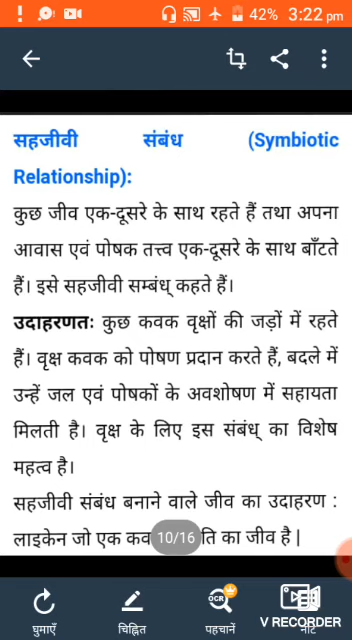 42% 3:22 pm
सहजीवी संबंध (Symbiotic
Relationship):
कुछ जीव एक-दूसरे के साथ रहते हैं तथा अपना
आवास एवं पोषक तत्त्व एक-दूसरे के साथ बाँटते
हैं। इसे सहजीवी सम्बंध् कहते हैं।
उदाहरणतः कुछ कवक वृक्षों की जड़ों में रहते
हैं। वृक्ष कवक को पोषण प्रदान करते हैं, बदले में
उन्हें जल एवं पोषकों के अवशोषण में सहायता
मिलती है। वृक्ष के लिए इस संबंध् का विशेष
महत्व है।
सहजीवी संबंध बनाने वाले जीव का उदाहरण :
लाइकेन जो एक कव 10/16 ति का जीव है|
OCR
V RECORDER
घुमाएँ चिह्नित पहचानें नोट